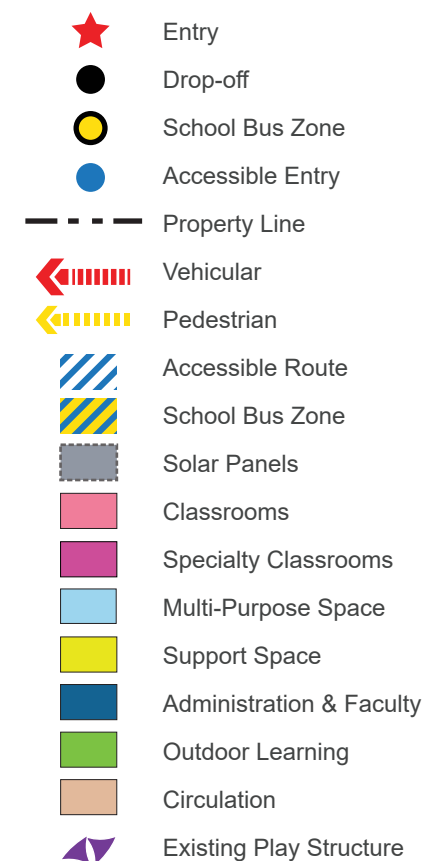 Entry
Drop-off
School Bus Zone
Accessible Entry
Property Line
Vehicular
Pedestrian
Accessible Route
School Bus Zone
Solar Panels
Classrooms
Specialty Classrooms
Multi-Purpose Space
Support Space
Administration & Faculty
Outdoor Learning
Circulation
Existing Play Structure